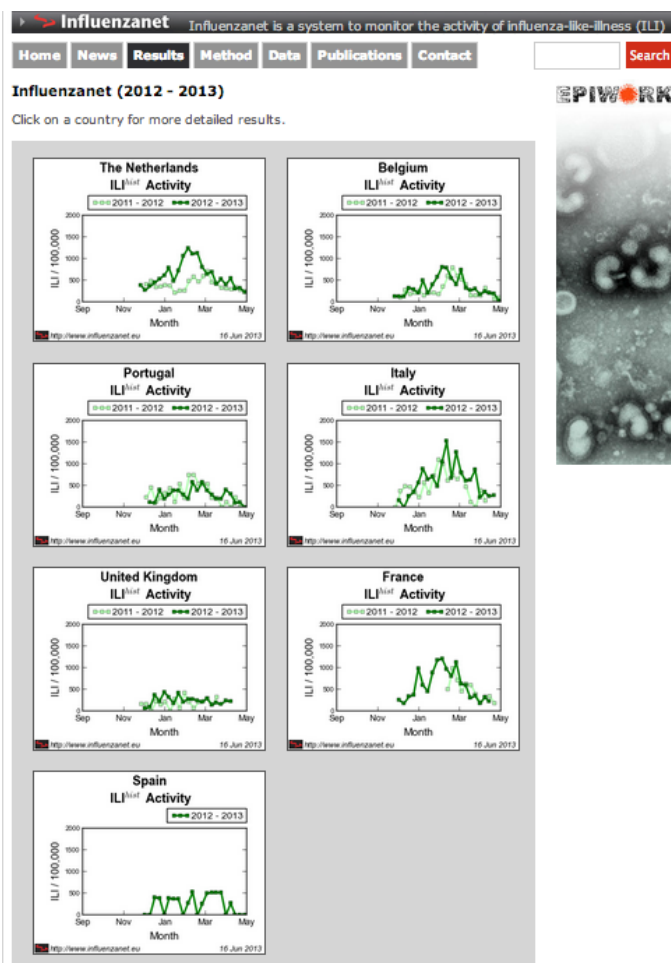 Influenzanet Influenzanet is a system to monitor the activity of influenza-like-illness (ILI)
Home News Results Method Data Publications Contact Search
Influenzanet (2012 - 2013)
EPIWORK
Click on a country for more detailed results.
The Netherlands
ILI^hist Activity
2011 - 2012 2012 - 2013
2000
1500
1000
500
0
ILI / 100,000
Sep Nov Jan Mar May
Month
http://www.influenzanet.eu 16 Jun 2013
Belgium
ILI^hist Activity
2011 - 2012 2012 - 2013
2000
1500
1000
500
0
ILI / 100,000
Sep Nov Jan Mar May
Month
http://www.influenzanet.eu 16 Jun 2013
Portugal
ILI^hist Activity
2011 - 2012 2012 - 2013
2000
1500
1000
500
0
ILI / 100,000
Sep Nov Jan Mar May
Month
http://www.influenzanet.eu 16 Jun 2013
Italy
ILI^hist Activity
2011 - 2012 2012 - 2013
2000
1500
1000
500
0
ILI / 100,000
Sep Nov Jan Mar May
Month
http://www.influenzanet.eu 16 Jun 2013
United Kingdom
ILI^hist Activity
2011 - 2012 2012 - 2013
2000
1500
1000
500
0
ILI / 100,000
Sep Nov Jan Mar May
Month
http://www.influenzanet.eu 16 Jun 2013
France
ILI^hist Activity
2011 - 2012 2012 - 2013
2000
1500
1000
500
0
ILI / 100,000
Sep Nov Jan Mar May
Month
http://www.influenzanet.eu 16 Jun 2013
Spain
ILI^hist Activity
2012 - 2013
2000
1500
1000
500
0
ILI / 100,000
Sep Nov Jan Mar May
Month
http://www.influenzanet.eu 16 Jun 2013